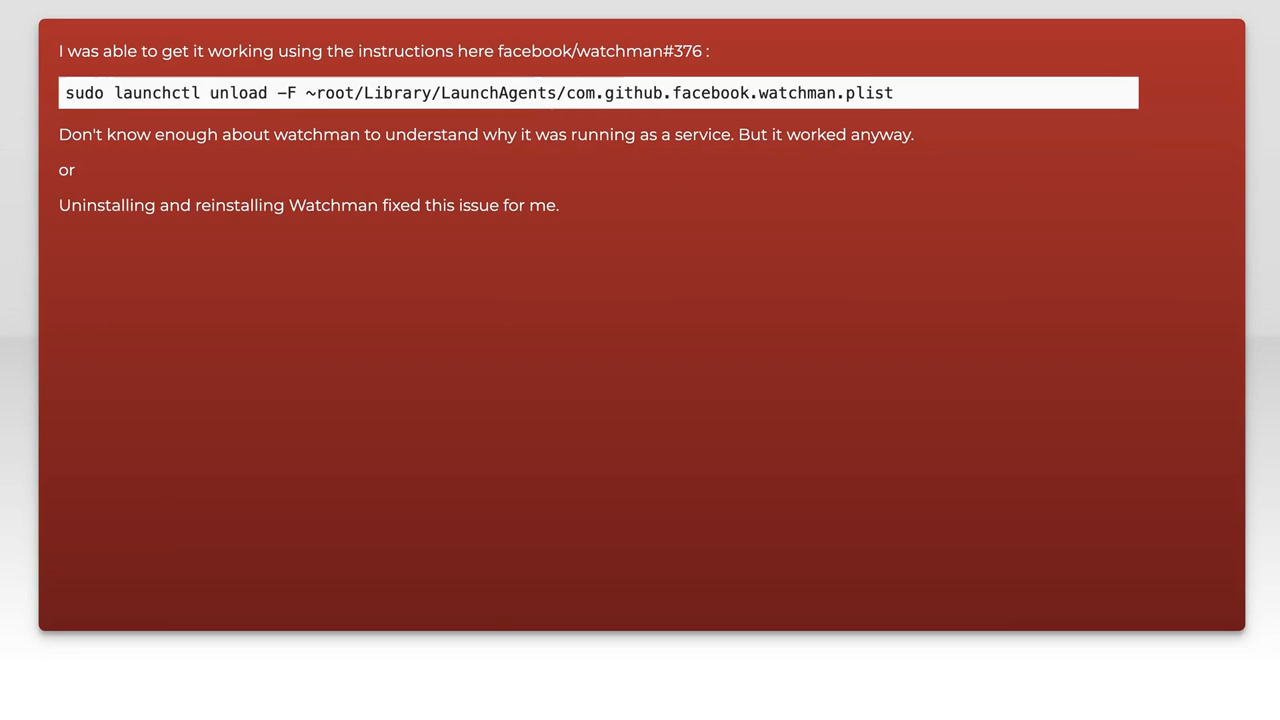 I was able to get it working using the instructions here facebook/watchman#376 :
sudo launchctl unload -F ~root/Library/LaunchAgents/com.github.facebook.watchman.plist
Don't know enough about watchman to understand why it was running as a service. But it worked anyway.
or
Uninstalling and reinstalling Watchman fixed this issue for me.